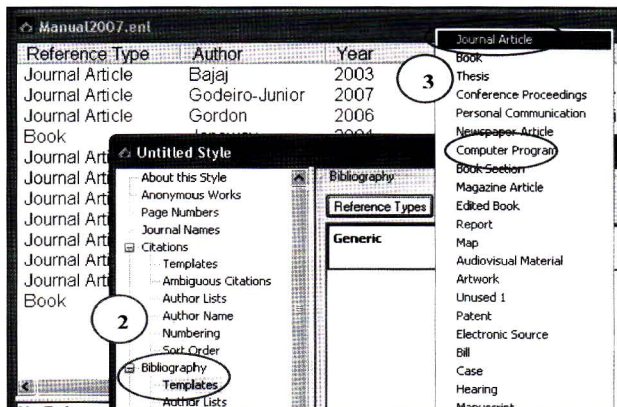 Manual2007.enl
Reference Type Author Year
Journal Article Bajaj 2003
Journal Article Godeiro-Junior 2007
Journal Article Gordon 2006
Book 2004
Journal Arti
Journal Arti
Journal Arti
Journal Arti
Journal Arti
Journal Arti
Book
Untitled Style
About this Style
Anonymous Works
Page Numbers
Journal Names
Citations
Templates
Ambiguous Citations
Author Lists
Author Name
Numbering
Sort Order
Bibliography
Templates
Author Lists
2
Bibliography
Reference Types
Generic
3
Journal Article
Book
Thesis
Conference Proceedings
Personal Communication
Newspaper Article
Computer Program
Book Section
Magazine Article
Edited Book
Report
Map
Audiovisual Material
Artwork
Unused 1
Patent
Electronic Source
Bill
Case
Hearing
Manuscript